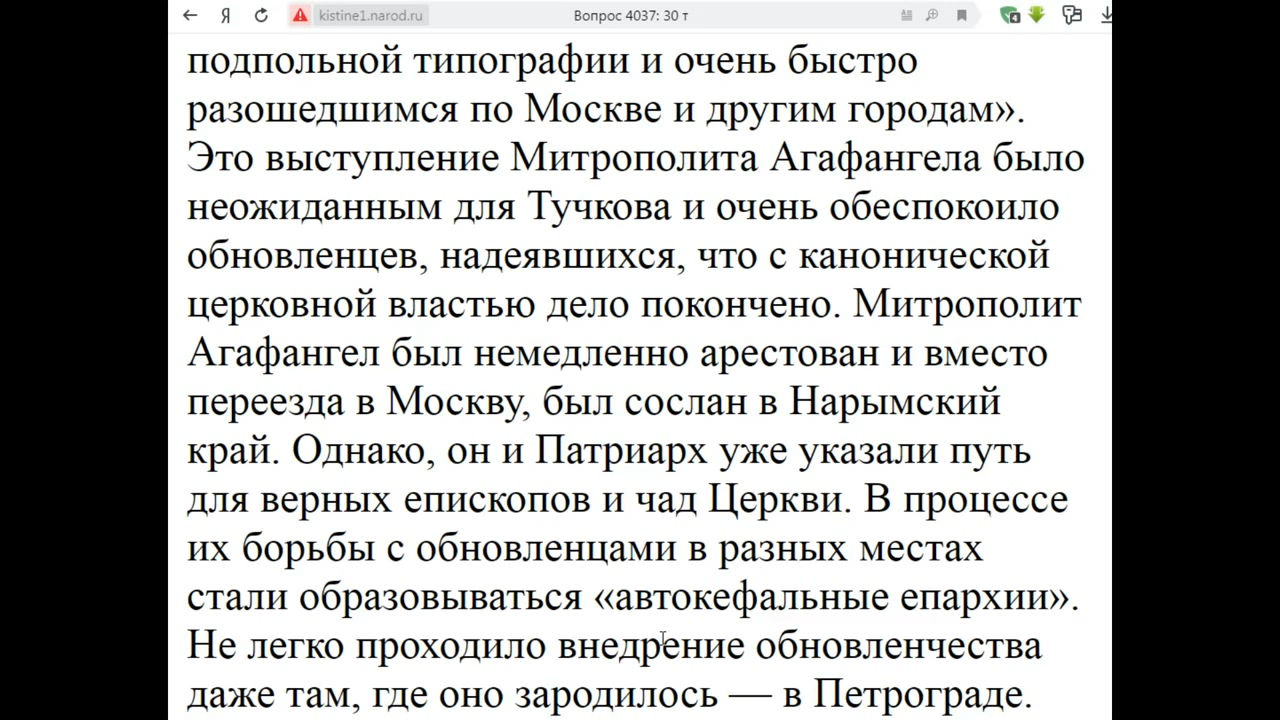 Я kistine1.narod.ru Вопрос 4037: 30 т 4
подпольной типографии и очень быстро
разошедшимся по Москве и другим городам».
Это выступление Митрополита Агафангела было
неожиданным для Тучкова и очень обеспокоило
обновленцев, надеявшихся, что с канонической
церковной властью дело покончено. Митрополит
Агафангел был немедленно арестован и вместо
переезда в Москву, был сослан в Нарымский
край. Однако, он и Патриарх уже указали путь
для верных епископов и чад Церкви. В процессе
их борьбы с обновленцами в разных местах
стали образовываться «автокефальные епархии».
Не легко проходило внедрение обновленчества
даже там, где оно зародилось — в Петрограде.